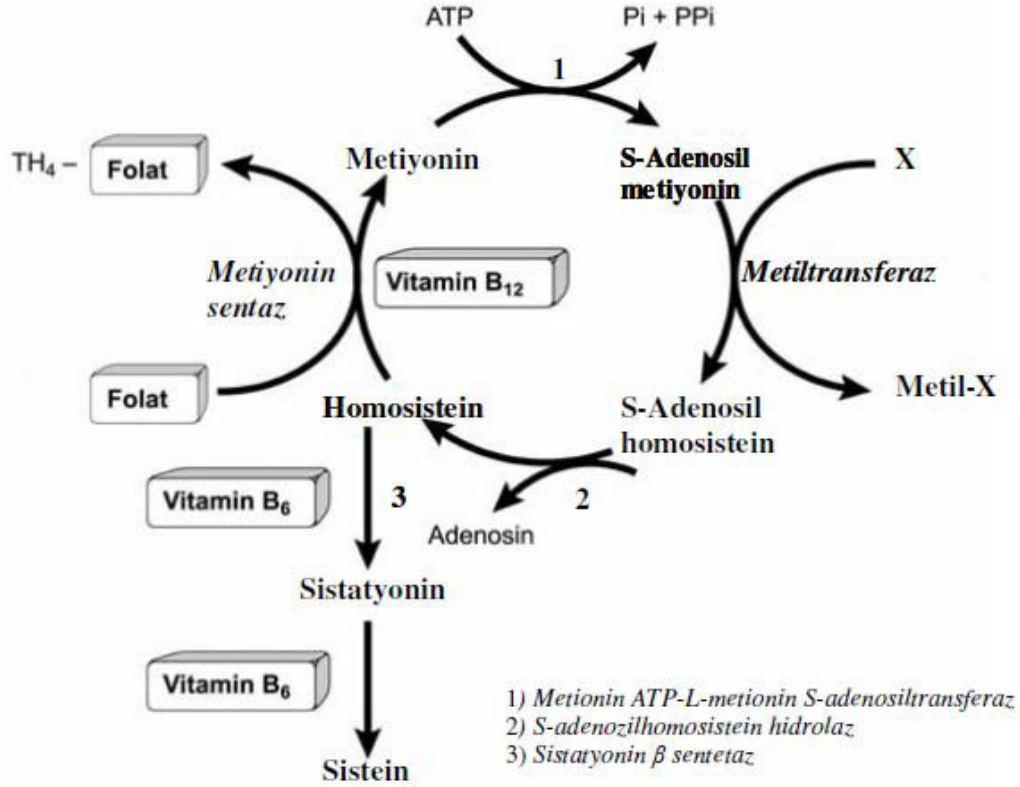 ATP
Pi + PPi
1
TH₄ –
Folat
Metiyonin
S-Adenosil
metiyonin
X
Metiyonin
sentaz
Vitamin B₁₂
Metiltransferaz
Folat
Homosistein
S-Adenosil
homosistein
Metil-X
Vitamin B₆
3
2
Adenosin
Sistatyonin
Vitamin B₆
1) Metionin ATP-L-metionin S-adenosiltransferaz
2) S-adenozilhomosistein hidrolaz
3) Sistatyonin β sentetaz
Sistein